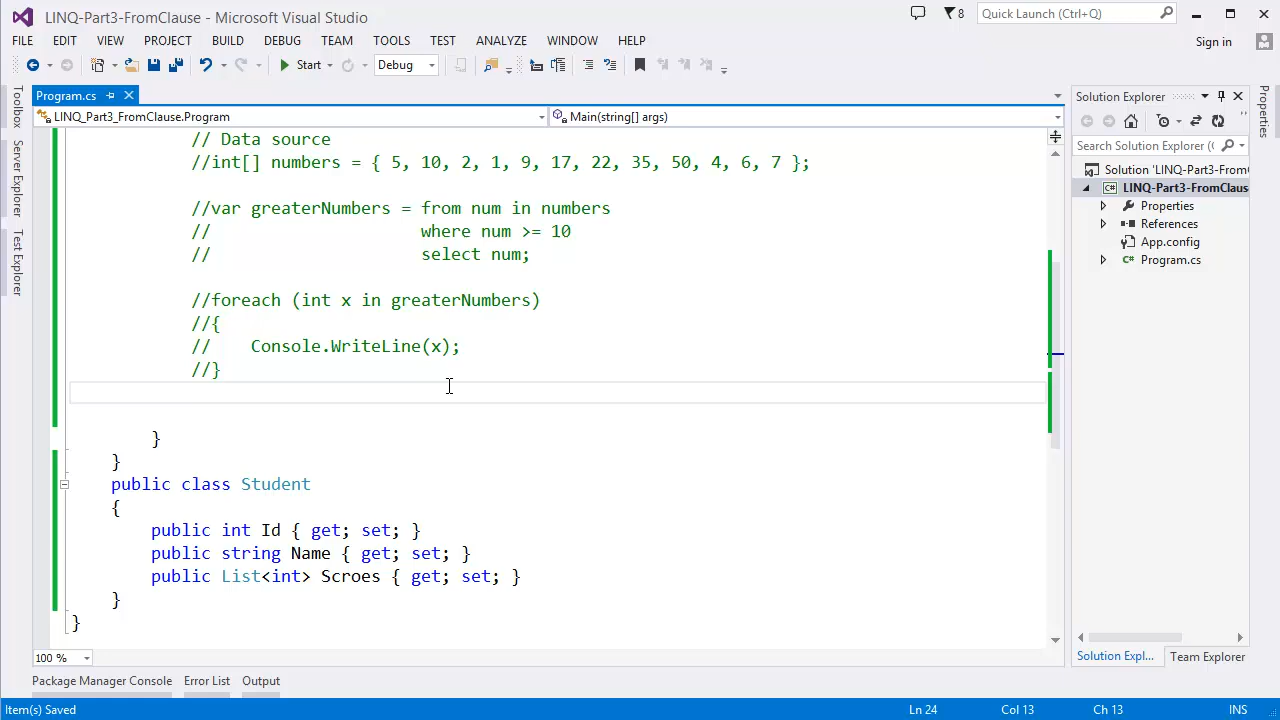 LINQ-Part3-FromClause - Microsoft Visual Studio
8
Quick Launch (Ctrl+Q)
FILE EDIT VIEW PROJECT BUILD DEBUG TEAM TOOLS TEST ANALYZE WINDOW HELP
Sign in
Start
Debug
Toolbox
Server Explorer
Test Explorer
Program.cs
LINQ_Part3_FromClause.Program
Main(string[] args)
// Data source
//int[] numbers = { 5, 10, 2, 1, 9, 17, 22, 35, 50, 4, 6, 7 };
//var greaterNumbers = from num in numbers
// where num >= 10
// select num;
//foreach (int x in greaterNumbers)
//{
// Console.WriteLine(x);
//}
}
}
public class Student
{
public int Id { get; set; }
public string Name { get; set; }
public List<int> Scroes { get; set; }
}
}
100 %
Solution Explorer
Search Solution Explorer (C
Solution 'LINQ-Part3-From
LINQ-Part3-FromClaus
Properties
References
App.config
Program.cs
Solution Expl...
Team Explorer
Properties
Package Manager Console
Error List
Output
Item(s) Saved
Ln 24
Col 13
Ch 13
INS